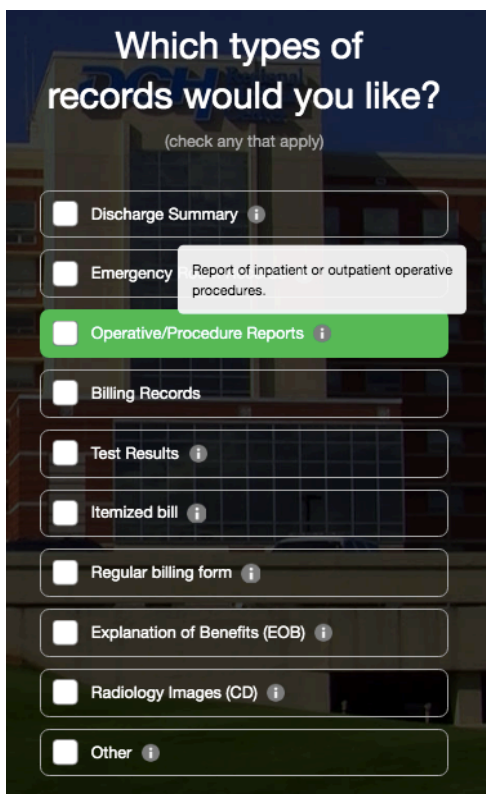 Which types of
records would you like?
(check any that apply)
Discharge Summary
Emergency
Report of inpatient or outpatient operative
procedures.
Operative/Procedure Reports
Billing Records
Test Results
Itemized bill
Regular billing form
Explanation of Benefits (EOB)
Radiology Images (CD)
Other